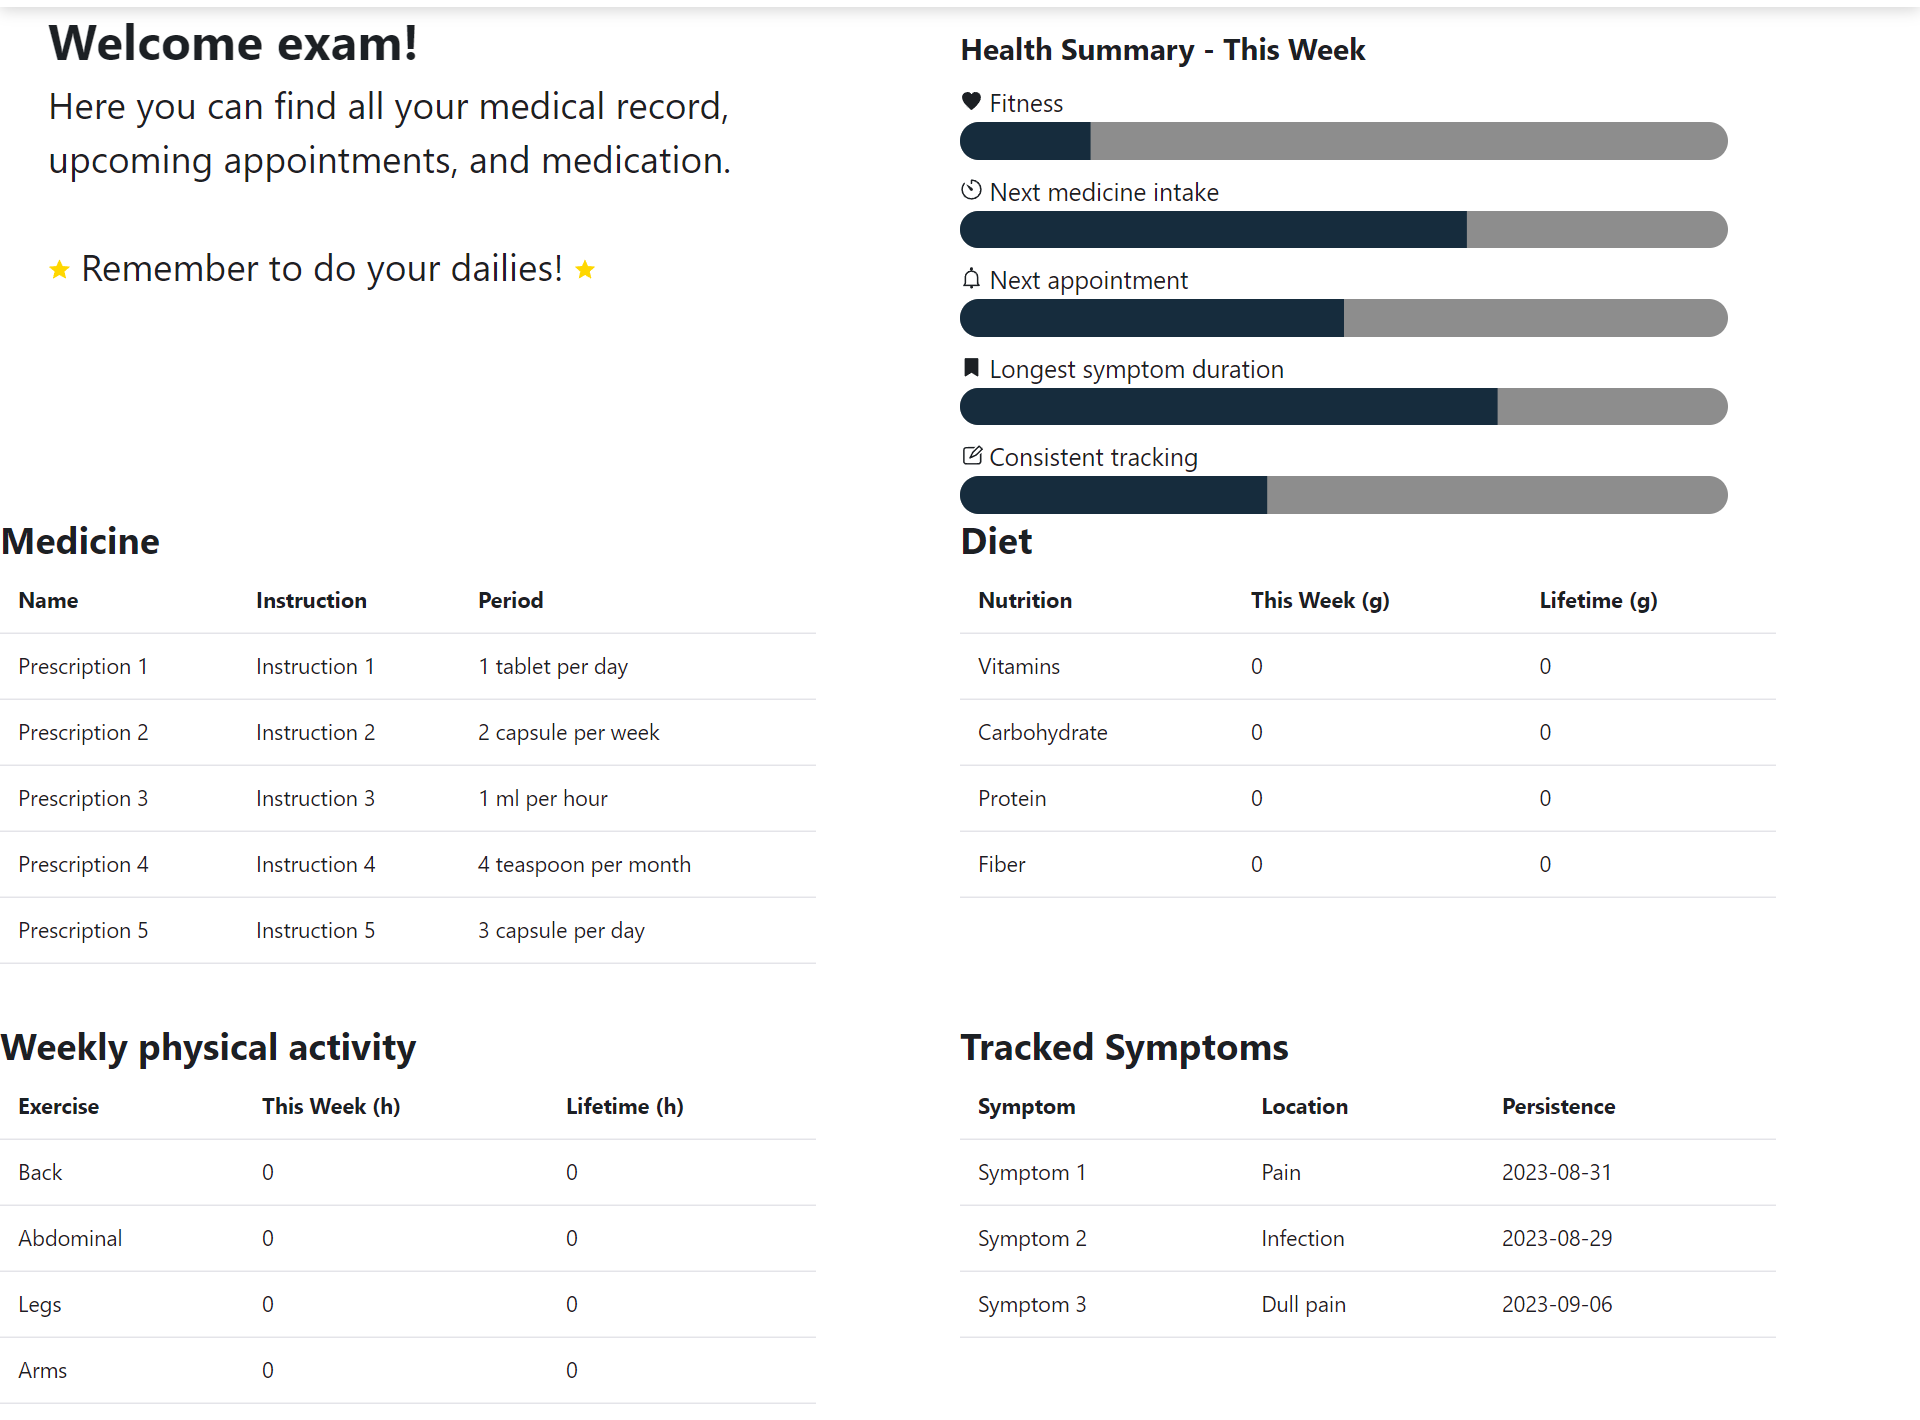 Welcome exam!
Here you can find all your medical record,
upcoming appointments, and medication.
Remember to do your dailies!
Health Summary - This Week
Fitness
Next medicine intake
Next appointment
Longest symptom duration
Consistent tracking
Medicine
Name Instruction Period
Prescription 1 Instruction 1 1 tablet per day
Prescription 2 Instruction 2 2 capsule per week
Prescription 3 Instruction 3 1 ml per hour
Prescription 4 Instruction 4 4 teaspoon per month
Prescription 5 Instruction 5 3 capsule per day
Diet
Nutrition This Week (g) Lifetime (g)
Vitamins 0 0
Carbohydrate 0 0
Protein 0 0
Fiber 0 0
Weekly physical activity
Exercise This Week (h) Lifetime (h)
Back 0 0
Abdominal 0 0
Legs 0 0
Arms 0 0
Tracked Symptoms
Symptom Location Persistence
Symptom 1 Pain 2023-08-31
Symptom 2 Infection 2023-08-29
Symptom 3 Dull pain 2023-09-06